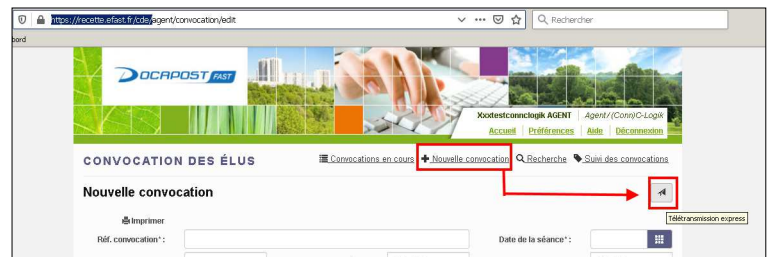 https://recette.efast.fr/cde/agent/convocation/edit
Rechercher
bord
DOCAPOST FAST
Xxxtestconnclogik AGENT Agent/(Conn)C-Logik
Accueil Préférences Aide Déconnexion
CONVOCATION DES ÉLUS
Convocations en cours Nouvelle convocation Recherche Suivi des convocations
Nouvelle convocation
Télétransmission express
Imprimer
Réf. convocation* : Date de la séance* :